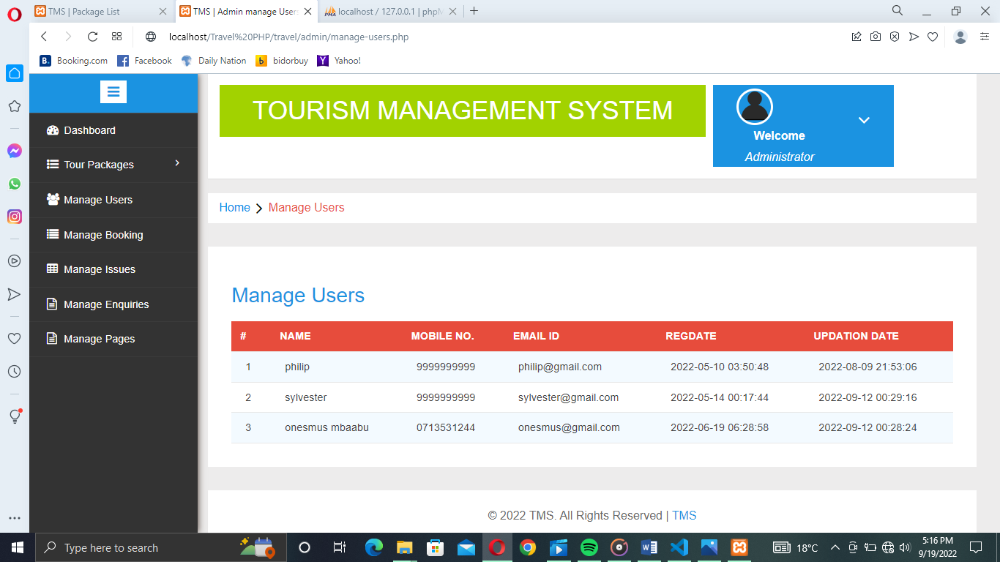 TMS | Package List
TMS | Admin manage Users
localhost / 127.0.0.1 | phpM
localhost/Travel%20PHP/travel/admin/manage-users.php
B. Booking.com
Facebook
Daily Nation
b bidorbuy
Y Yahoo!
TOURISM MANAGEMENT SYSTEM
Welcome
Administrator
Dashboard
Tour Packages
Manage Users
Manage Booking
Manage Issues
Manage Enquiries
Manage Pages
Home > Manage Users
Manage Users
# NAME MOBILE NO. EMAIL ID REGDATE UPDATION DATE
1 philip 9999999999 philip@gmail.com 2022-05-10 03:50:48 2022-08-09 21:53:06
2 sylvester 9999999999 sylvester@gmail.com 2022-05-14 00:17:44 2022-09-12 00:29:16
3 onesmus mbaabu 0713531244 onesmus@gmail.com 2022-06-19 06:28:58 2022-09-12 00:28:24
© 2022 TMS. All Rights Reserved | TMS
Type here to search
18°C
5:16 PM
9/19/2022